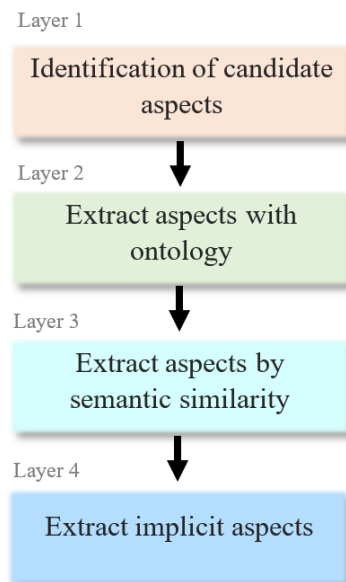 Layer 1
Identification of candidate
aspects
Layer 2
Extract aspects with
ontology
Layer 3
Extract aspects by
semantic similarity
Layer 4
Extract implicit aspects